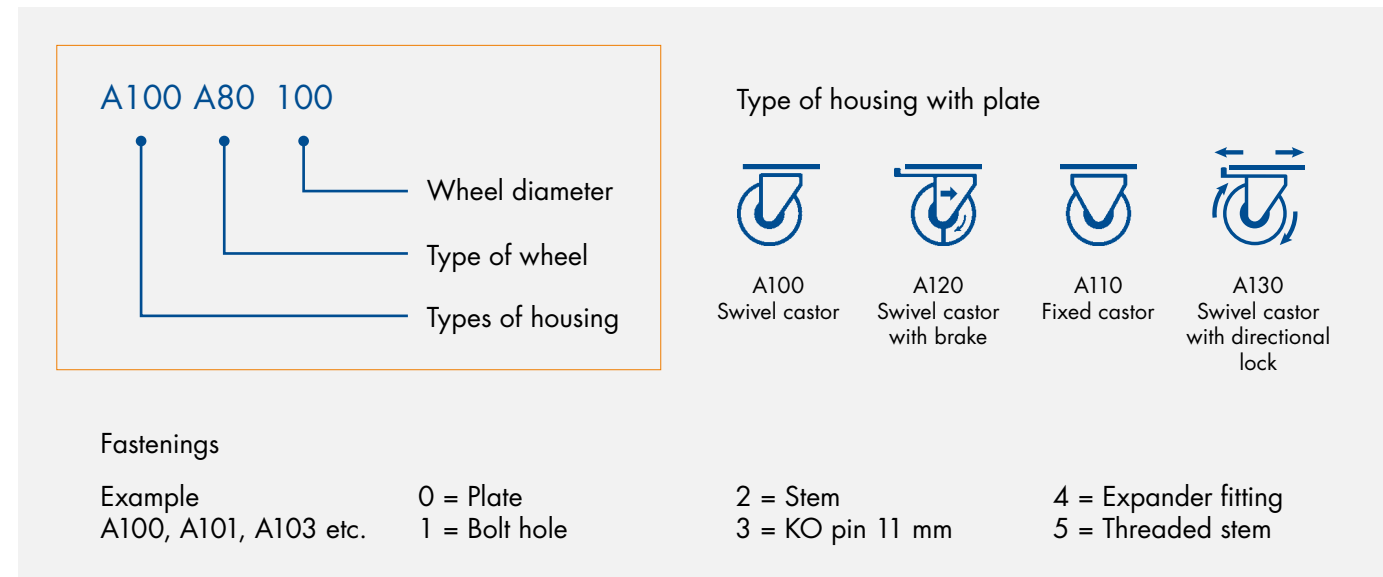 A100 A80 100
Wheel diameter
Type of wheel
Types of housing
Type of housing with plate
A100
Swivel castor
A120
Swivel castor
with brake
A110
Fixed castor
A130
Swivel castor
with directional
lock
Fastenings
Example
A100, A101, A103 etc.
0 = Plate
1 = Bolt hole
2 = Stem
3 = KO pin 11 mm
4 = Expander fitting
5 = Threaded stem